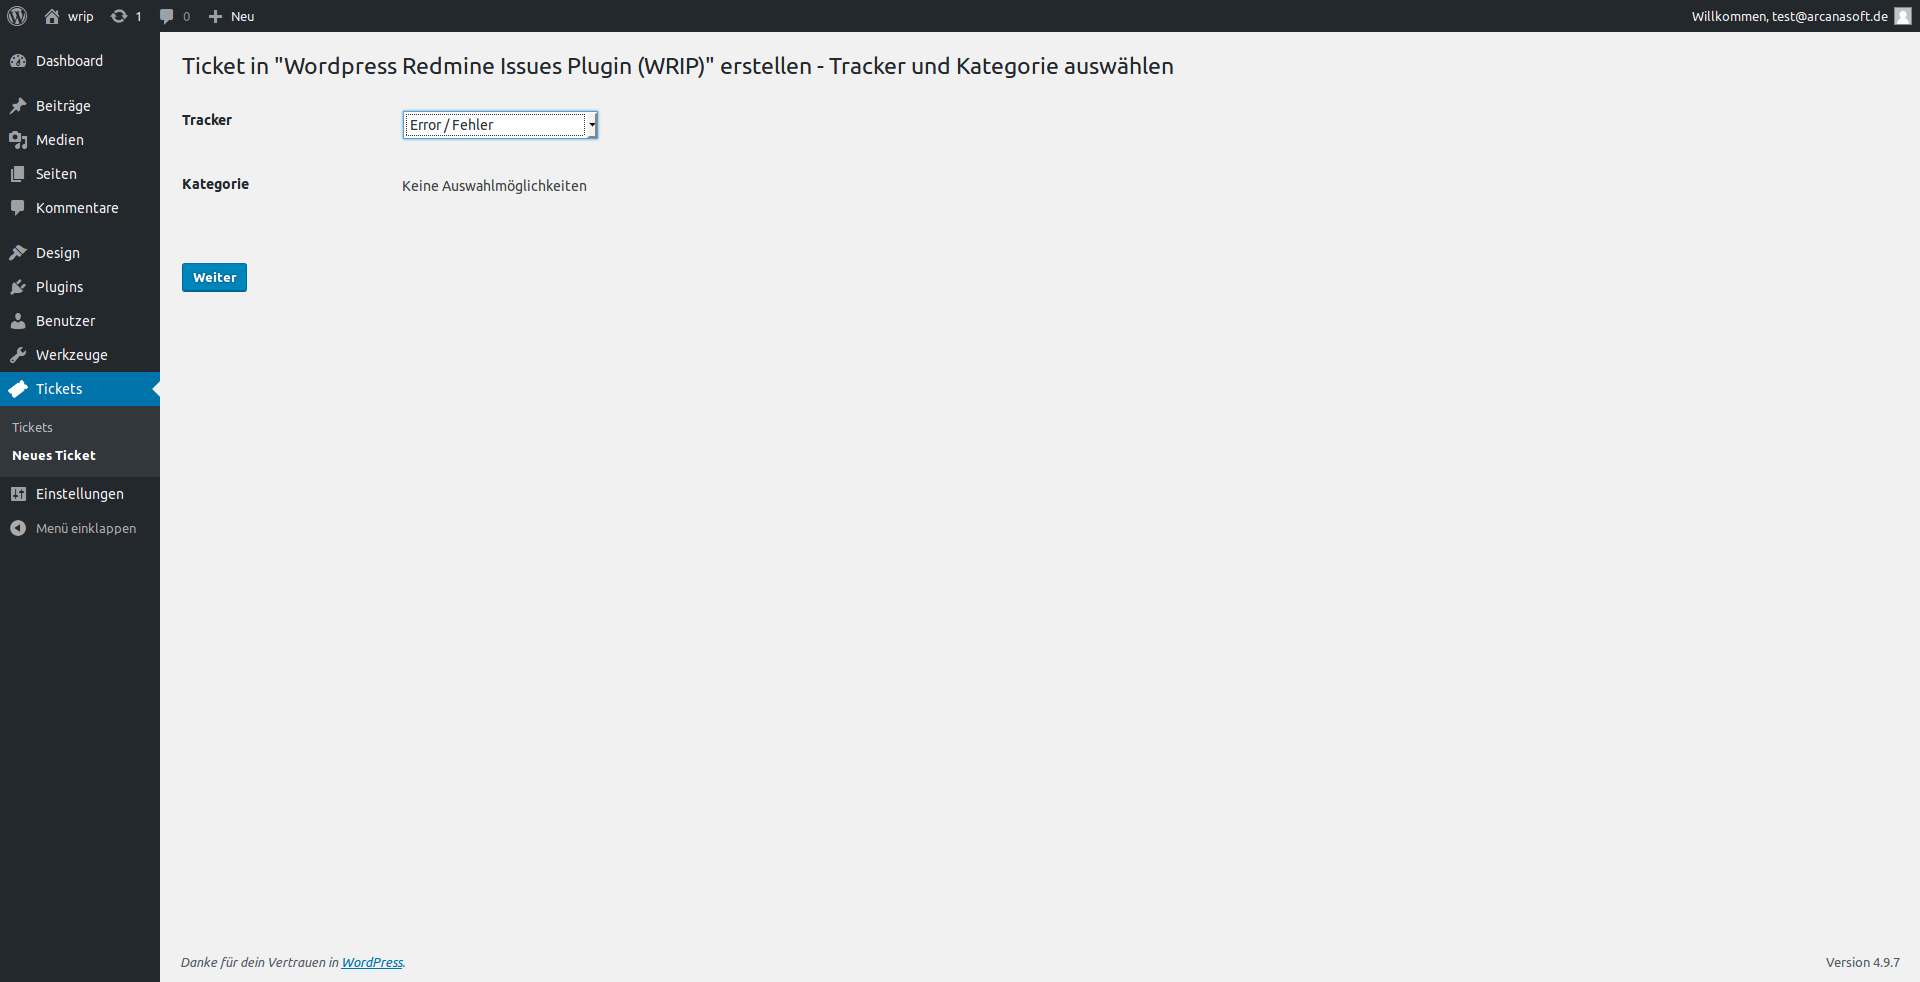 wrip 1 0 Neu Willkommen, test@arcanasoft.de
Dashboard
Beiträge
Medien
Seiten
Kommentare
Design
Plugins
Benutzer
Werkzeuge
Tickets
Tickets
Neues Ticket
Einstellungen
Menü einklappen
Ticket in "Wordpress Redmine Issues Plugin (WRIP)" erstellen - Tracker und Kategorie auswählen
Tracker Error / Fehler
Kategorie Keine Auswahlmöglichkeiten
Weiter
Danke für dein Vertrauen in WordPress. Version 4.9.7